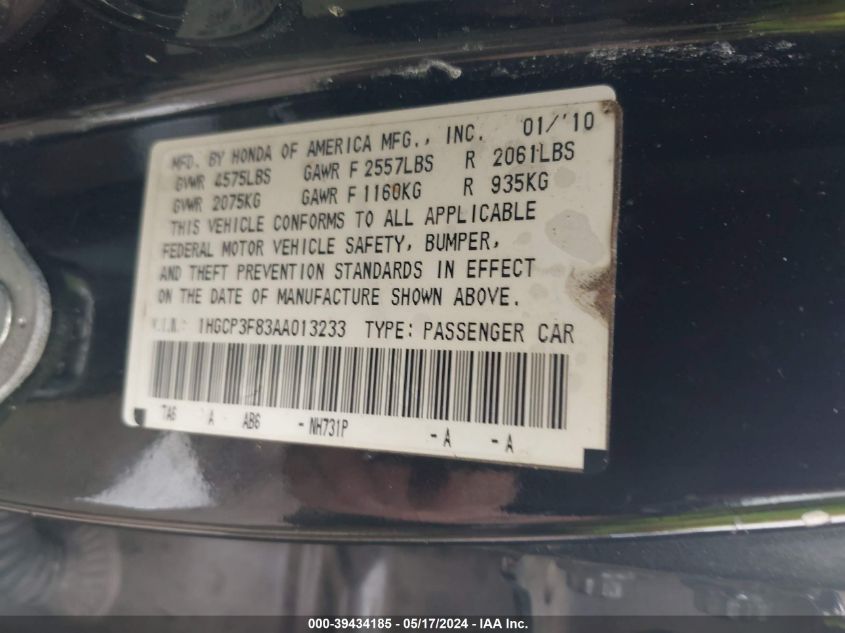 MFD. BY HONDA OF AMERICA MFG., INC. 01/'10
GVWR 4575LBS GAWR F 2557LBS R 2061LBS
GVWR 2075KG GAWR F 1160KG R 935KG
THIS VEHICLE CONFORMS TO ALL APPLICABLE
FEDERAL MOTOR VEHICLE SAFETY, BUMPER,
AND THEFT PREVENTION STANDARDS IN EFFECT
ON THE DATE OF MANUFACTURE SHOWN ABOVE.
V.I.N.: 1HGCP3F83AA013233 TYPE: PASSENGER CAR
TA6 A - AB6 - NH731P - A - A
000-39434185 - 05/17/2024 - IAA Inc.